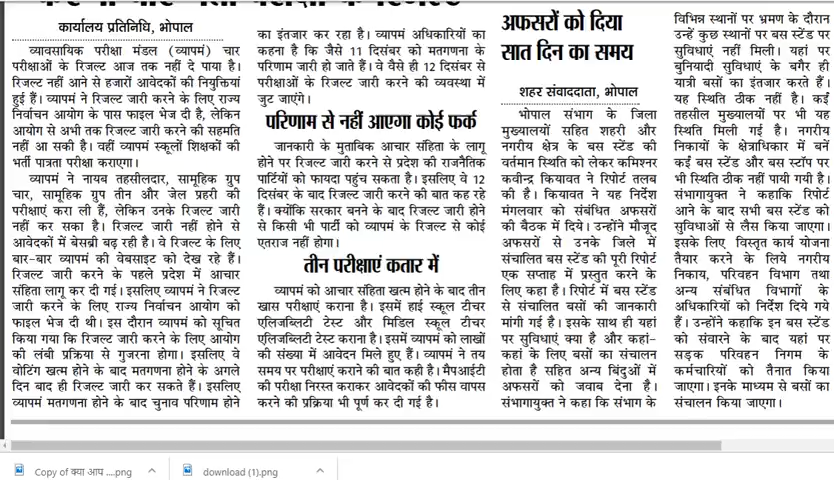 कार्यालय प्रतिनिधि, भोपाल
व्यावसायिक परीक्षा मंडल (व्यापमं) चार
परीक्षाओं के रिजल्ट आज तक नहीं दे पाया है।
रिजल्ट नहीं आने से हजारों आवेदकों की नियुक्तियां
हुई हैं। व्यापमं ने रिजल्ट जारी करने के लिए राज्य
निर्वाचन आयोग के पास फाइल भेज दी है, लेकिन
आयोग से अभी तक रिजल्ट जारी करने की सहमति
नहीं आ सकी है। वहीं व्यापमं स्कूलों शिक्षकों की
भर्ती पात्रता परीक्षा कराएगा।
व्यापमं ने नायब तहसीलदार, सामूहिक ग्रुप
चार, सामूहिक ग्रुप तीन और जेल प्रहरी की
परीक्षाएं करा ली हैं, लेकिन उनके रिजल्ट जारी
नहीं कर सका है। रिजल्ट जारी नहीं होने से
आवेदकों में बेसब्री बढ़ रही है। वे रिजल्ट के लिए
बार-बार व्यापमं की वेबसाइट को देख रहे हैं।
रिजल्ट जारी करने के पहले प्रदेश में आचार
संहिता लागू कर दी गई। इसलिए व्यापमं ने रिजल्ट
जारी करने के लिए राज्य निर्वाचन आयोग को
फाइल भेज दी थी। इस दौरान व्यापमं को सूचित
किया गया कि रिजल्ट जारी करने के लिए आयोग
की लंबी प्रक्रिया से गुजरना होगा। इसलिए वे
वोटिंग खत्म होने के बाद मतगणना होने के अगले
दिन बाद ही रिजल्ट जारी कर सकते हैं। इसलिए
व्यापमं मतगणना होने के बाद चुनाव परिणाम होने
का इंतजार कर रहा है। व्यापमं अधिकारियों का
कहना है कि जैसे 11 दिसंबर को मतगणना के
परिणाम जारी हो जाते हैं। वे वैसे ही 12 दिसंबर से
परीक्षाओं के रिजल्ट जारी करने की व्यवस्था में
जुट जाएंगे।
परिणाम से नहीं आएगा कोई फर्क
जानकारी के मुताबिक आचार संहिता के लागू
होने पर रिजल्ट जारी करने से प्रदेश की राजनैतिक
पार्टियों को फायदा पहुंच सकता है। इसलिए वे 12
दिसंबर के बाद रिजल्ट जारी करने की बात कह रहे
हैं। क्योंकि सरकार बनने के बाद रिजल्ट जारी होने
से किसी भी पार्टी को व्यापमं के रिजल्ट से कोई
एतराज नहीं होगा।
तीन परीक्षाएं कतार में
व्यापमं को आचार संहिता खत्म होने के बाद तीन
खास परीक्षाएं कराना है। इसमें हाई स्कूल टीचर
एलिजब्लिटी टेस्ट और मिडिल स्कूल टीचर
एलिजब्लिटी टेस्ट कराना है। इसमें व्यापमं को लाखों
की संख्या में आवेदन मिले हुए हैं। व्यापमं ने तय
समय पर परीक्षाएं कराने की बात कही है। मैपआईटी
की परीक्षा निरस्त कराकर आवेदकों की फीस वापस
करने की प्रक्रिया भी पूर्ण कर दी गई है।
अफसरों को दिया
सात दिन का समय
शहर संवाददाता, भोपाल
भोपाल संभाग के जिला
मुख्यालयों सहित शहरी और
नगरीय क्षेत्र के बस स्टेंड की
वर्तमान स्थिति को लेकर कमिश्नर
कवीन्द्र कियावत ने रिपोर्ट तलब
की है। कियावत ने यह निर्देश
मंगलवार को संबंधित अफसरों
की बैठक में दिये। उन्होंने मौजूद
अफसरों से उनके जिले में
संचालित बस स्टेंड की पूरी रिपोर्ट
एक सप्ताह में प्रस्तुत करने के
लिए कहा है। रिपोर्ट में बस स्टेंड
से संचालित बसों की जानकारी
मांगी गई है। इसके साथ ही यहां
पर सुविधाएं क्या है और कहां-
कहां के लिए बसों का संचालन
होता है सहित अन्य बिंदुओं में
अफसरों को जवाब देना है।
संभागायुक्त ने कहा कि संभाग के
विभिन्न स्थानों पर भ्रमण के दौरान
उन्हें कुछ स्थानों पर बस स्टेंड पर
सुविधाएं नहीं मिली। यहां पर
बुनियादी सुविधाएं के बगैर ही
यात्री बसों का इंतजार करते हैं।
यह स्थिति ठीक नहीं है। कई
तहसील मुख्यालयों पर भी यह
स्थिति मिली गई है। नगरीय
निकायों के क्षेत्राधिकार में बनें
कई बस स्टेंड और बस स्टॉप पर
भी स्थिति ठीक नहीं पायी गयी है।
संभागायुक्त ने कहाकि रिपोर्ट
आने के बाद सभी बस स्टेंड को
सुविधाओं से लैस किया जाएगा।
इसके लिए विस्तृत कार्य योजना
तैयार करने के लिये नगरीय
निकाय, परिवहन विभाग तथा
अन्य संबंधित विभागों के
अधिकारियों को निर्देश दिये गये
हैं। उन्होंने कहाकि इन बस स्टेंड
को संवारने के बाद यहां पर
सड़क परिवहन निगम के
कर्मचारियों को तैनात किया
जाएगा। इनके माध्यम से बसों का
संचालन किया जाएगा।
Copy of क्या आप ....png
download (1).png